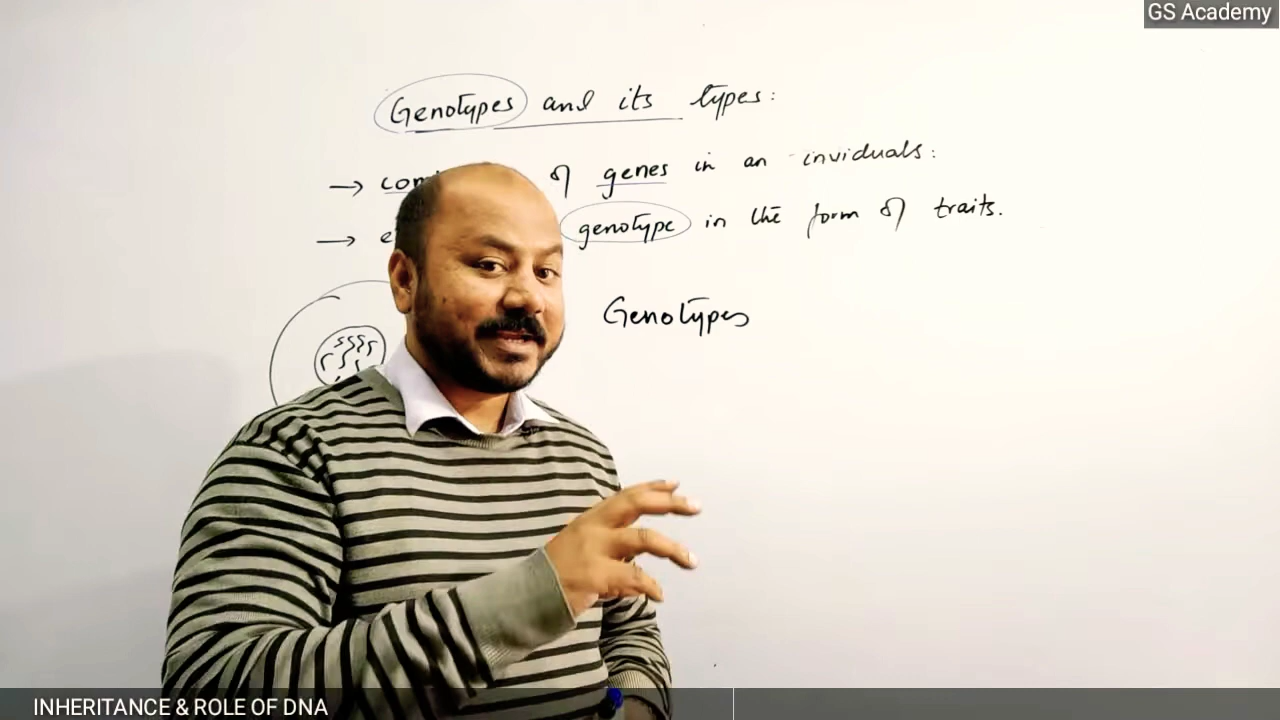 GS Academy
Genotypes and its types:
→ of genes in an inviduals:
→ genotype in the form of traits.
Genotypes
INHERITANCE & ROLE OF DNA